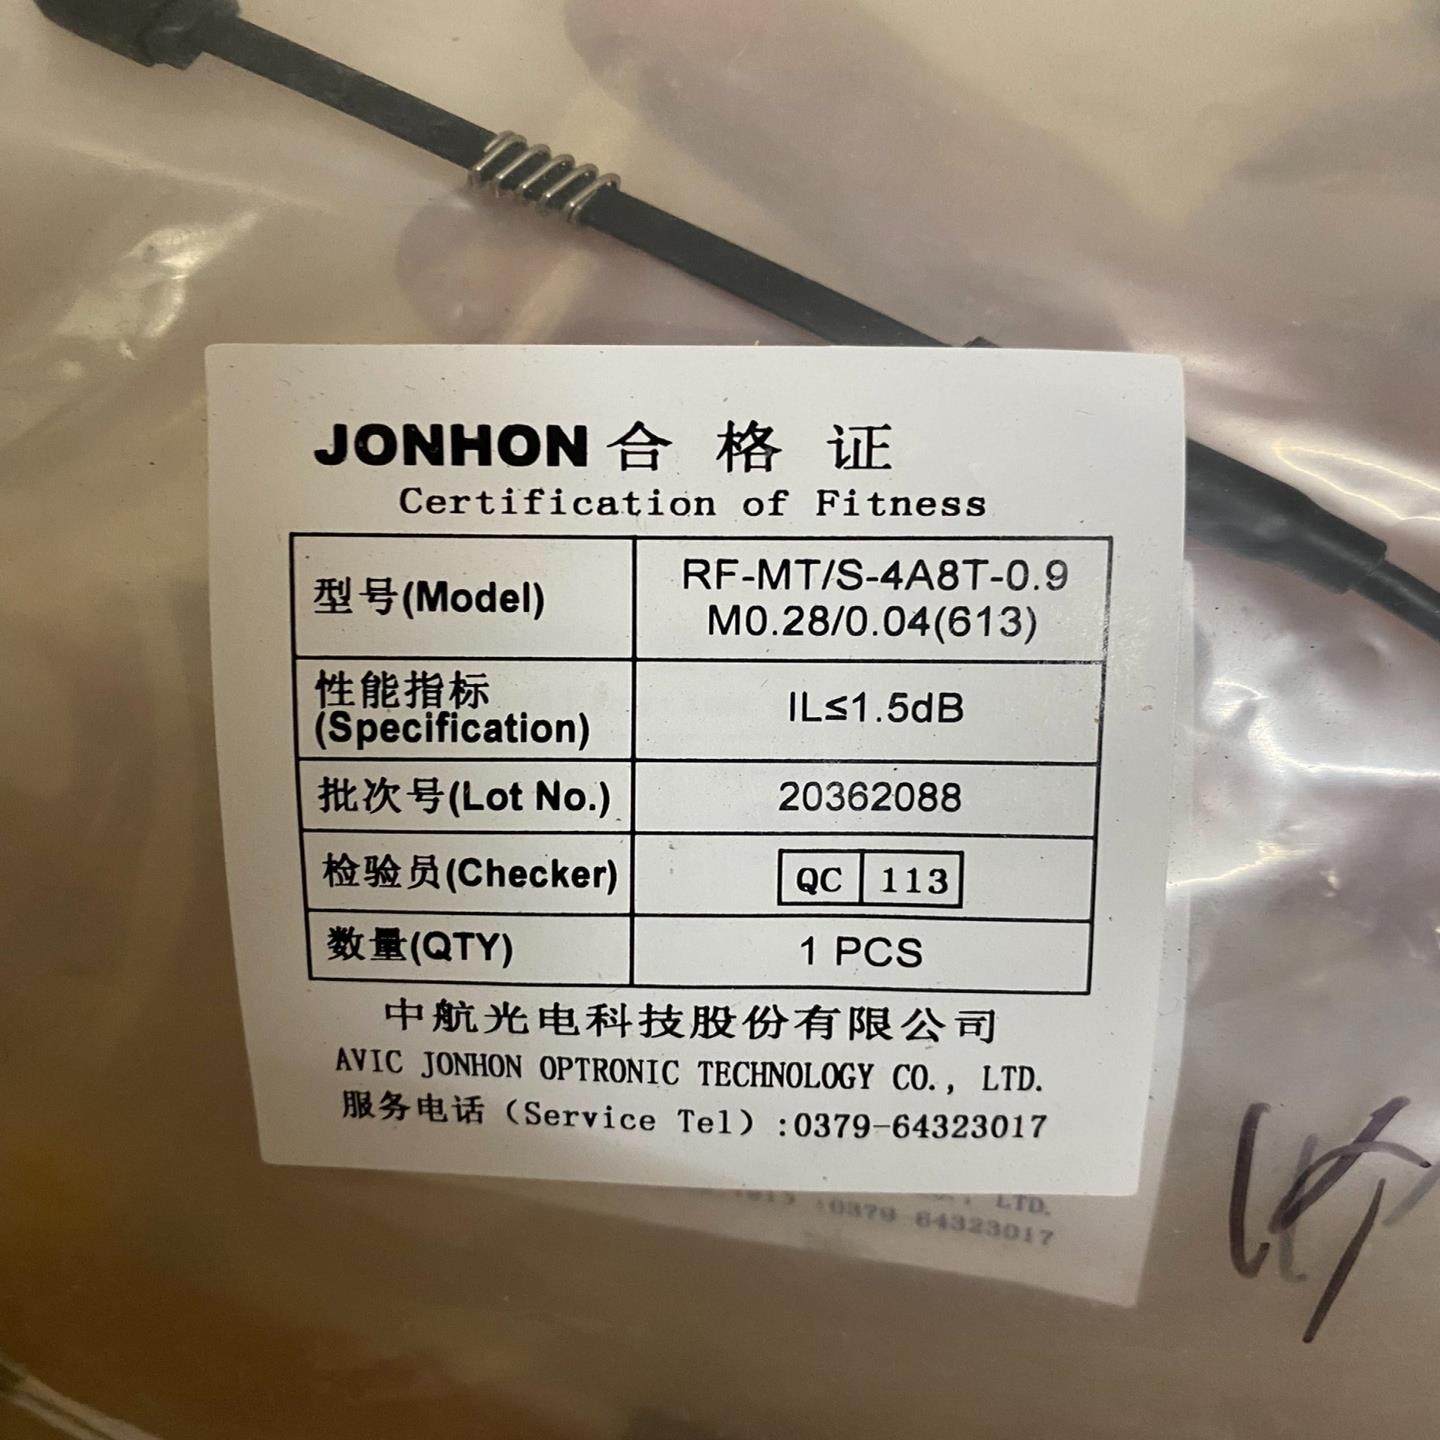 JONHON 合格证
Certification of Fitness
型号(Model)
RF-MT/S-4A8T-0.9
M0.28/0.04(613)
性能指标
(Specification)
IL≤1.5dB
批次号(Lot No.)
20362088
检验员(Checker)
QC 113
数量(QTY)
1 PCS
中航光电科技股份有限公司
AVIC JONHON OPTRONIC TECHNOLOGY CO., LTD.
服务电话(Service Tel):0379-64323017
LTD.
:0379-64323017